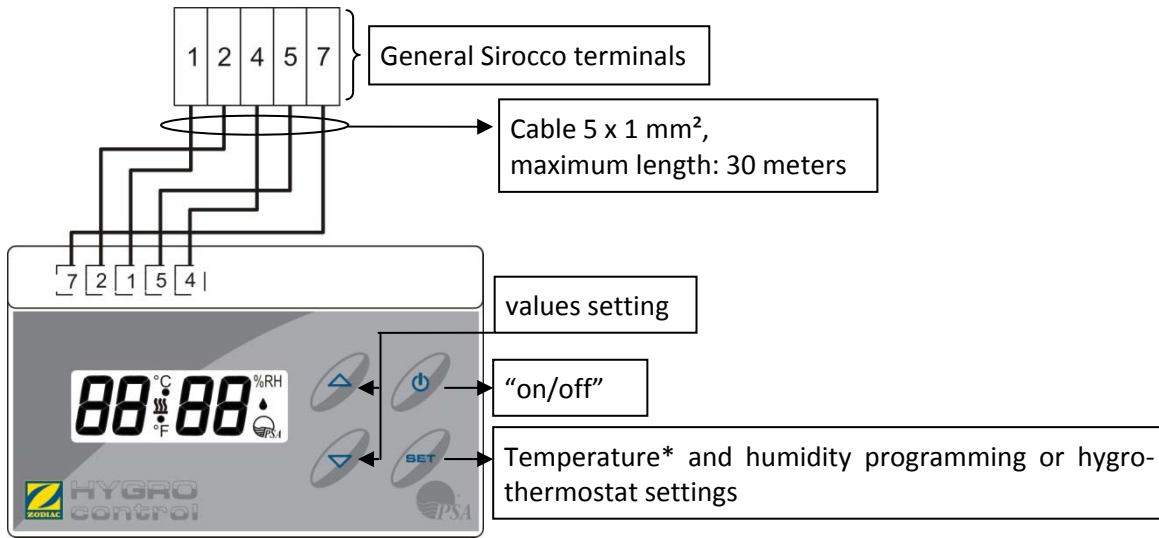 1 2 4 5 7
General Sirocco terminals
Cable 5 x 1 mm²,
maximum length: 30 meters
7 2 1 5 4
values setting
88 °C °F 88 %RH
PSA
“on/off”
SET
Temperature* and humidity programming or hygro-
thermostat settings
ZODIAC
HYGRO
control
PSA